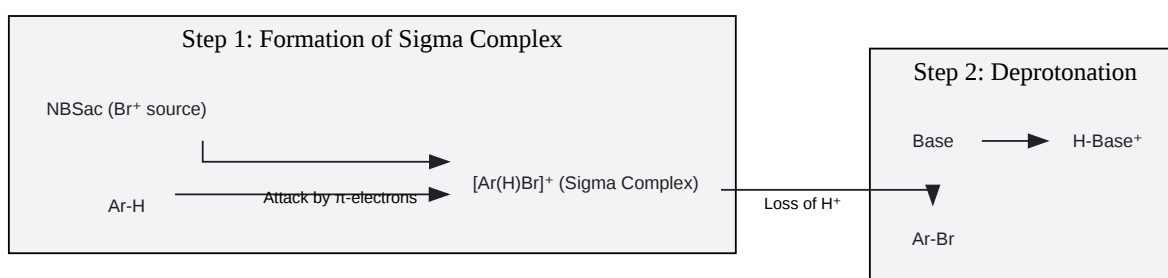 Step 1: Formation of Sigma Complex
NBSac (Br⁺ source)
Ar-H
Attack by π-electrons
[Ar(H)Br]⁺ (Sigma Complex)
Loss of H⁺
Step 2: Deprotonation
Base
H-Base⁺
Ar-Br